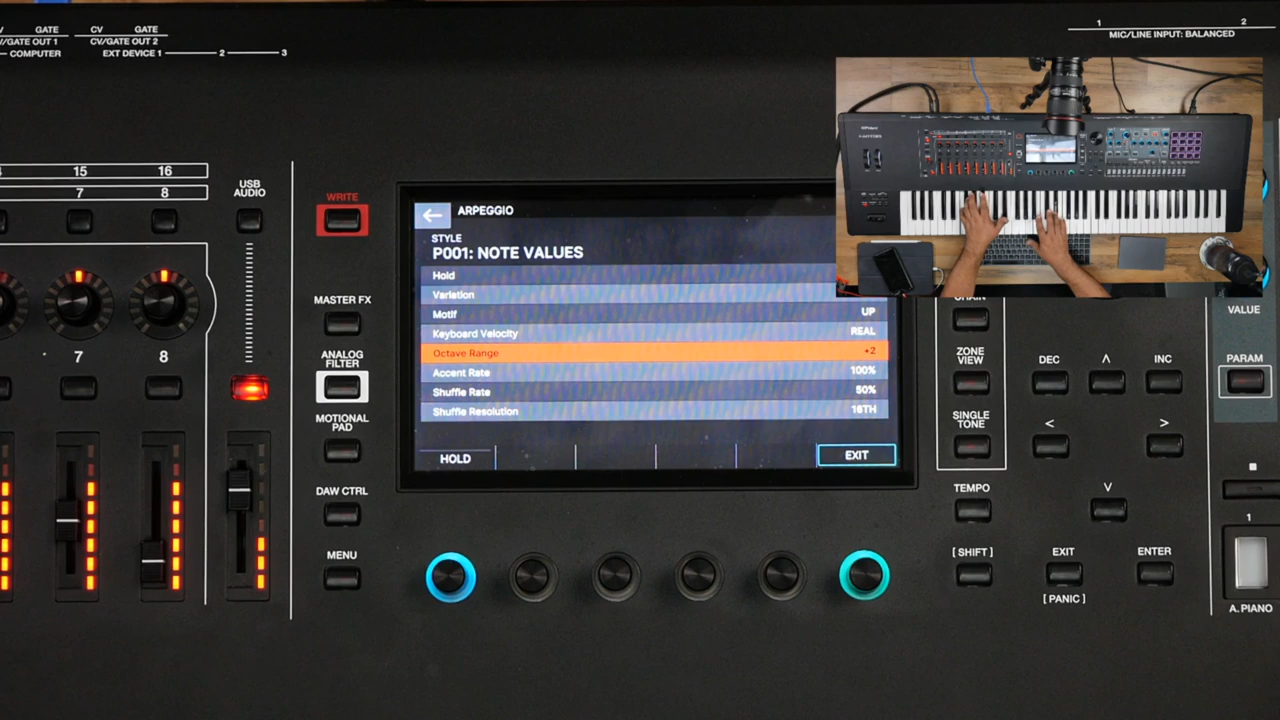 GATE
CV GATE
V/GATE OUT 1
CV/GATE OUT 2
COMPUTER
EXT DEVICE 1 2 3
1 2
MIC/LINE INPUT: BALANCED
15 16
7 8
USB
AUDIO
7 8
WRITE
MASTER FX
ANALOG
FILTER
MOTIONAL
PAD
DAW CTRL
MENU
ARPEGGIO
STYLE
P001: NOTE VALUES
Hold
Variation
Motif UP
Keyboard Velocity REAL
Octave Range +2
Accent Rate 100%
Shuffle Rate 50%
Shuffle Resolution 16TH
HOLD EXIT
ZONE
VIEW
SINGLE
TONE
TEMPO
[ SHIFT ]
DEC ∧ INC
< >
∨
EXIT
[ PANIC ]
ENTER
VALUE
PARAM
1
A.PIANO
Roland